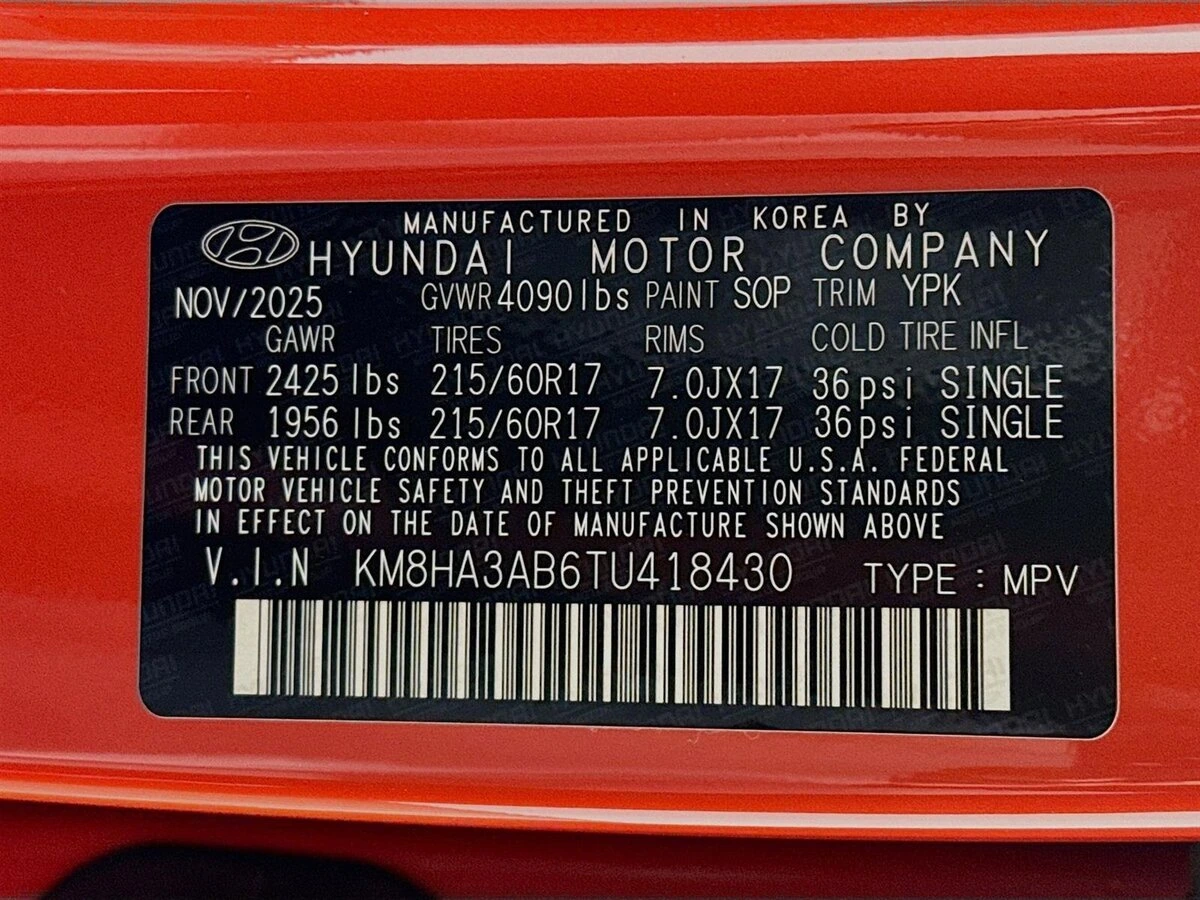 MANUFACTURED IN KOREA BY
HYUNDAI MOTOR COMPANY
NOV/2025 GVWR 4090lbs PAINT SOP TRIM YPK
GAWR TIRES RIMS COLD TIRE INFL
FRONT 2425 lbs 215/60R17 7.0JX17 36psi SINGLE
REAR 1956 lbs 215/60R17 7.0JX17 36psi SINGLE
THIS VEHICLE CONFORMS TO ALL APPLICABLE U.S.A. FEDERAL
MOTOR VEHICLE SAFETY AND THEFT PREVENTION STANDARDS
IN EFFECT ON THE DATE OF MANUFACTURE SHOWN ABOVE
V.I.N KM8HA3AB6TU418430 TYPE : MPV